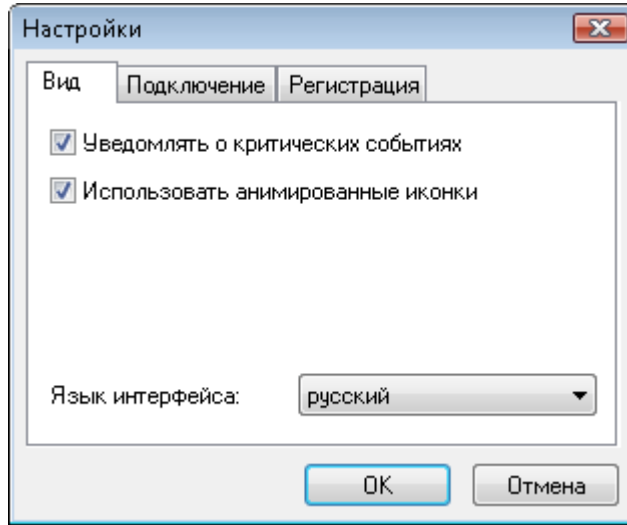 Настройки
Вид Подключение Регистрация
Уведомлять о критических событиях
Использовать анимированные иконки
Язык интерфейса: русский
OK Отмена